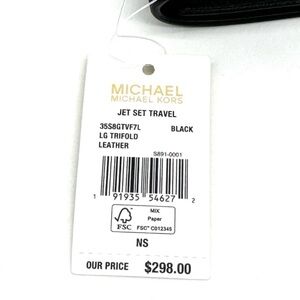 MICHAEL
MICHAEL KORS
JET SET TRAVEL
35S8GTVF7L BLACK
LG TRIFOLD
LEATHER
S891-0001
1 91935 54627 2
FSC
MIX
Paper
FSC® C012345
NS
OUR PRICE $298.00